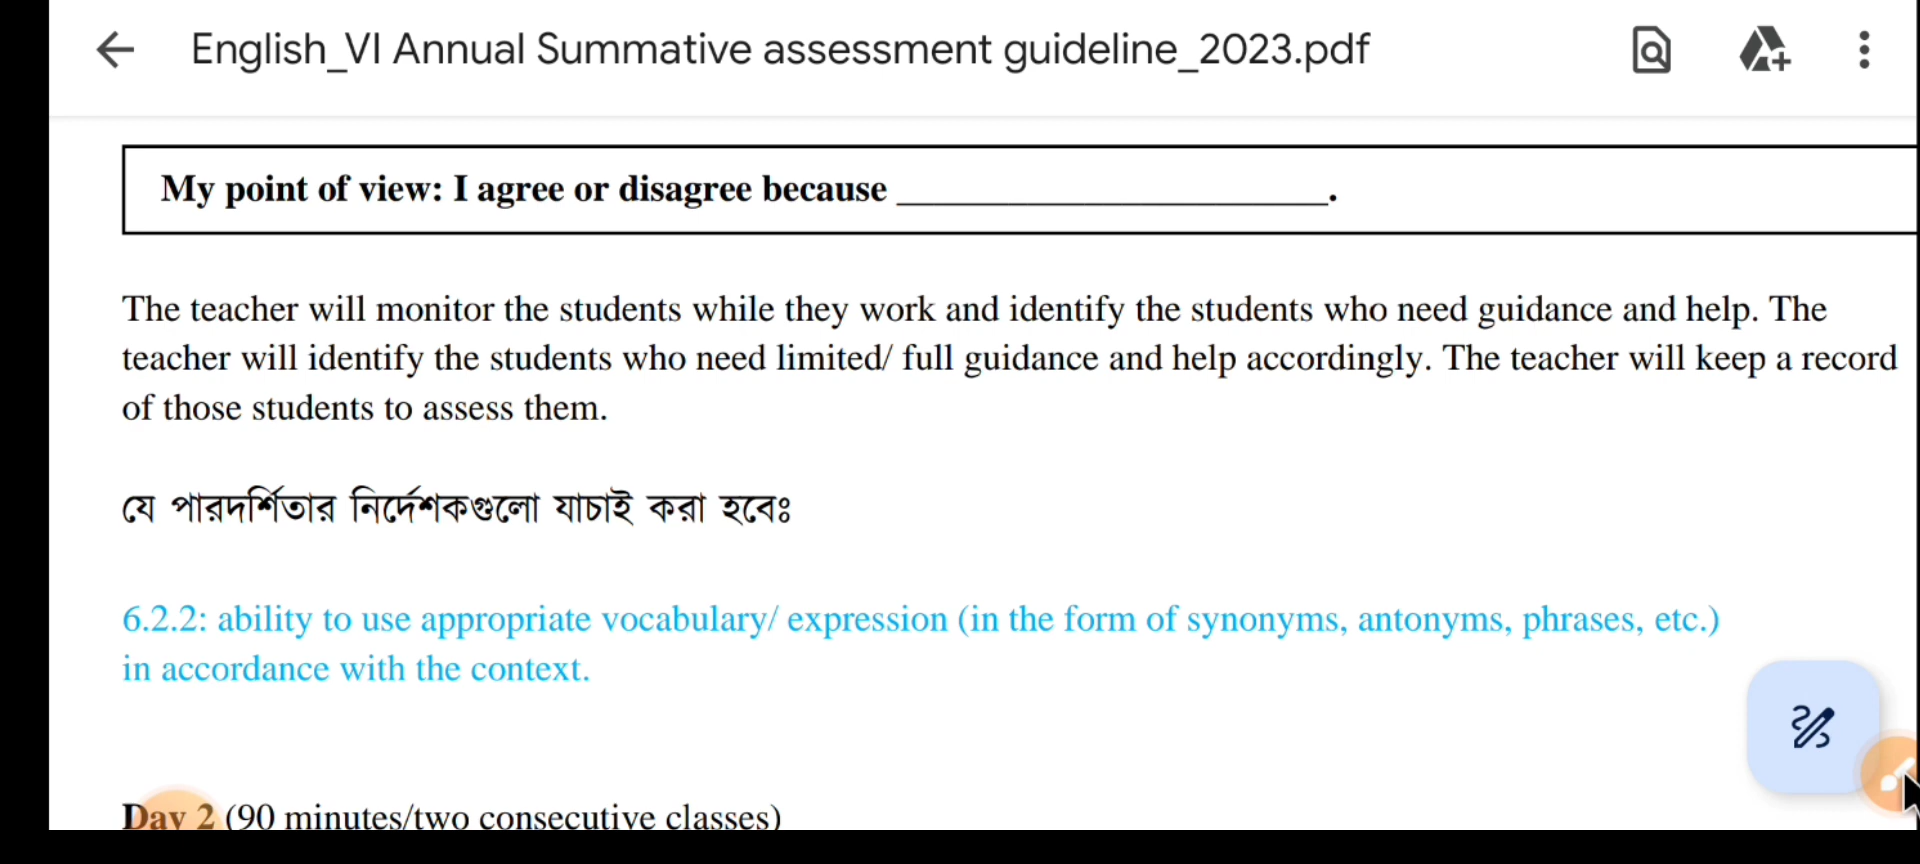 English_VI Annual Summative assessment guideline_2023.pdf
My point of view: I agree or disagree because _______________________.
The teacher will monitor the students while they work and identify the students who need guidance and help. The
teacher will identify the students who need limited/ full guidance and help accordingly. The teacher will keep a record
of those students to assess them.
যে পারদর্শিতার নির্দেশকগুলো যাচাই করা হবেঃ
6.2.2: ability to use appropriate vocabulary/ expression (in the form of synonyms, antonyms, phrases, etc.)
in accordance with the context.
Day 2 (90 minutes/two consecutive classes)